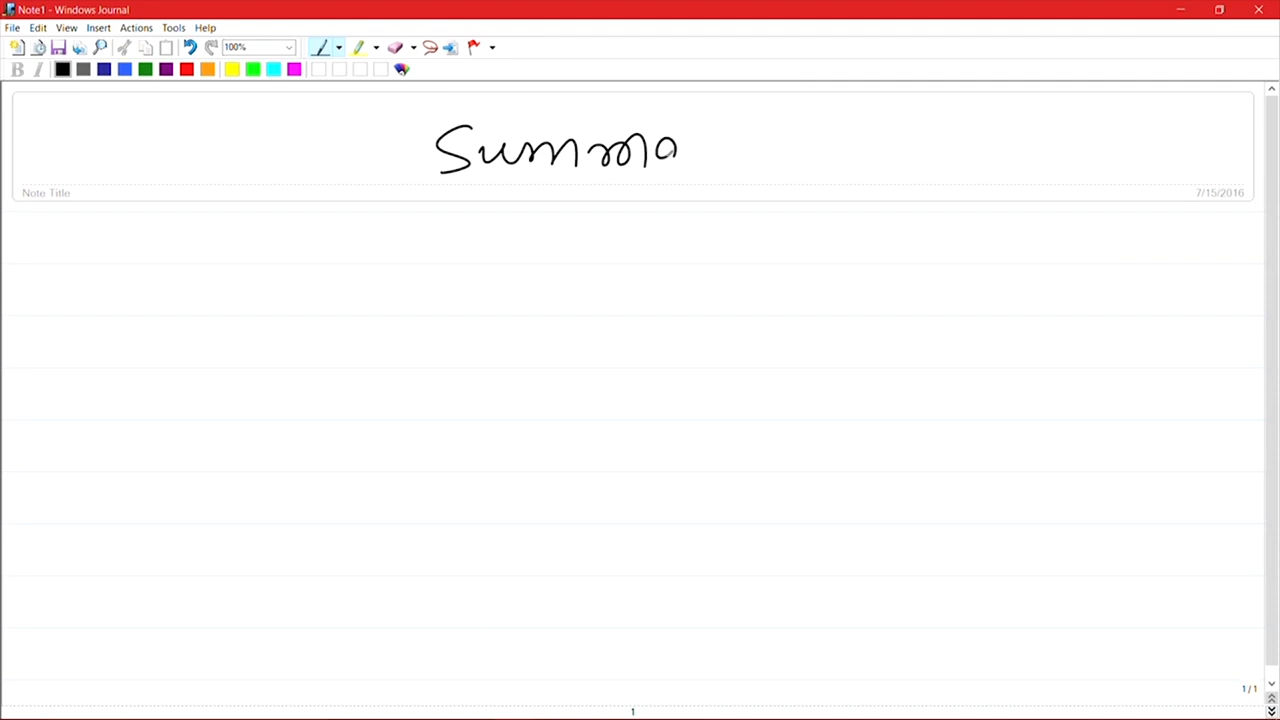 Note1 - Windows Journal
File Edit View Insert Actions Tools Help
100%
B I
Summa
Note Title 7/15/2016
1 / 1
1